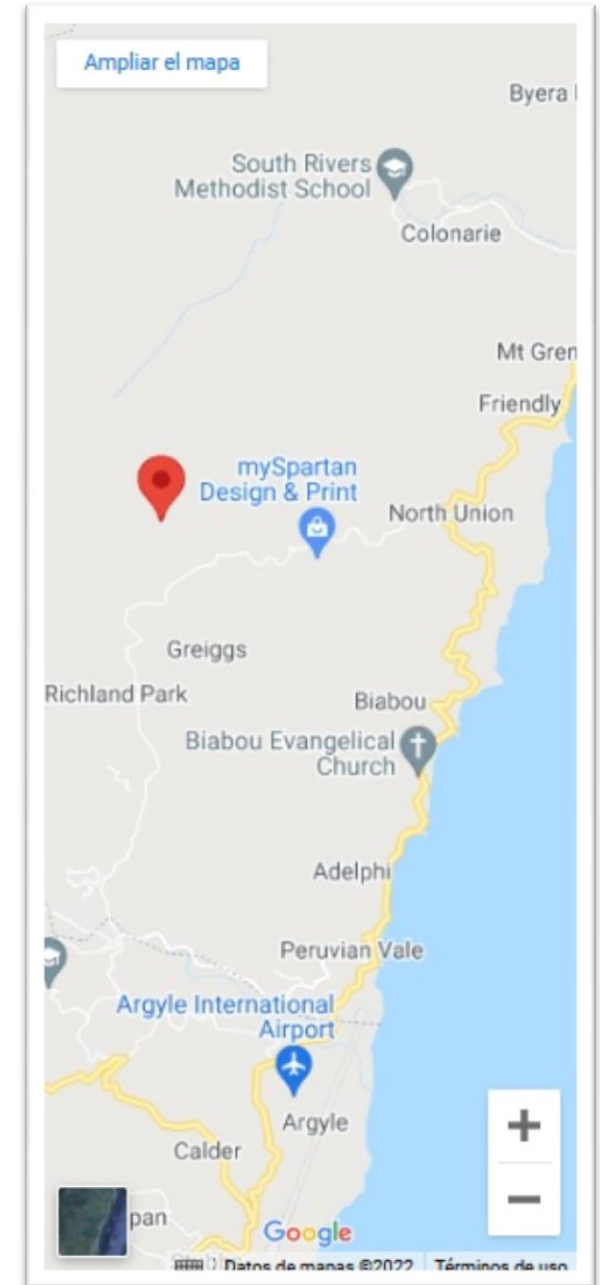 Ampliar el mapa
Byera
South Rivers
Methodist School
Colonarie
Mt Gren
Friendly
mySpartan
Design & Print
North Union
Greiggs
Richland Park
Biabou
Biabou Evangelical
Church
Adelphi
Peruvian Vale
Argyle International
Airport
Argyle
Calder
pan
Google
Datos de mapas ©2022
Términos de uso